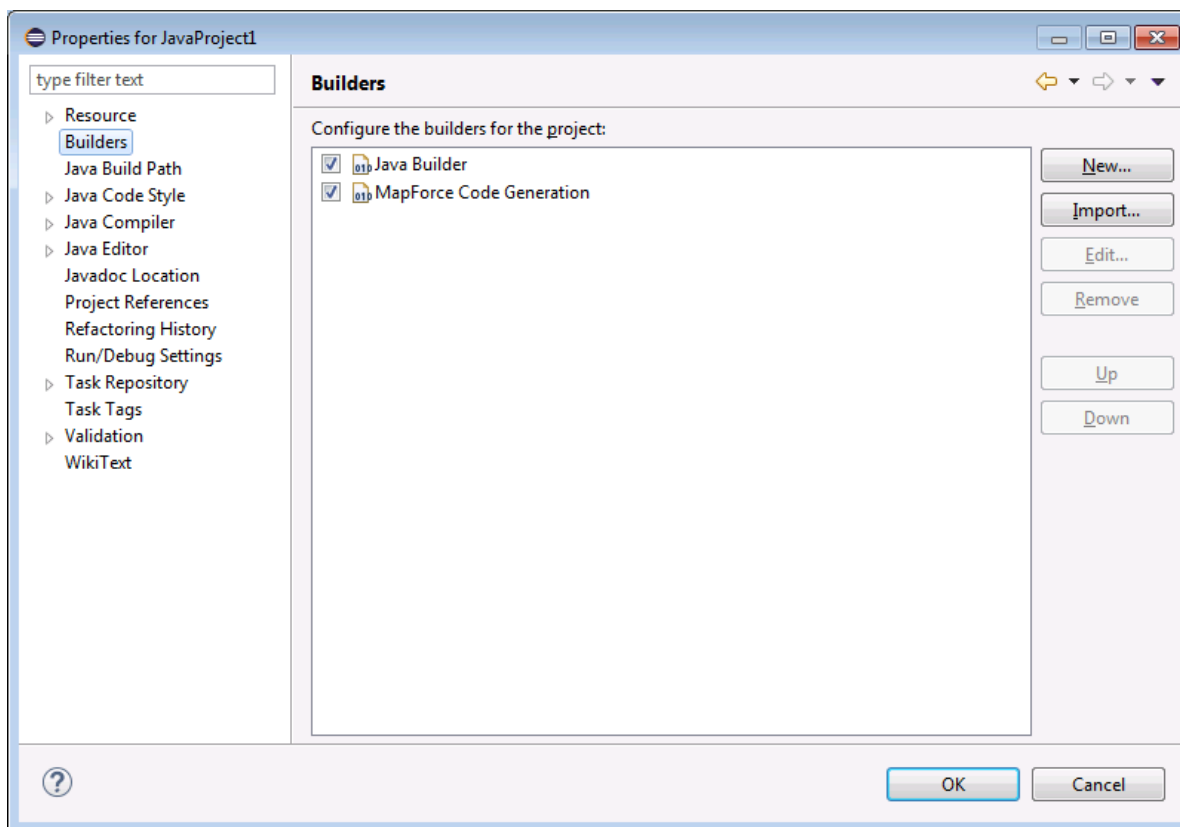 Properties for JavaProject1
type filter text
Resource
Builders
Java Build Path
Java Code Style
Java Compiler
Java Editor
Javadoc Location
Project References
Refactoring History
Run/Debug Settings
Task Repository
Task Tags
Validation
WikiText
Builders
Configure the builders for the project:
010 Java Builder
010 MapForce Code Generation
New...
Import...
Edit...
Remove
Up
Down
?
OK
Cancel